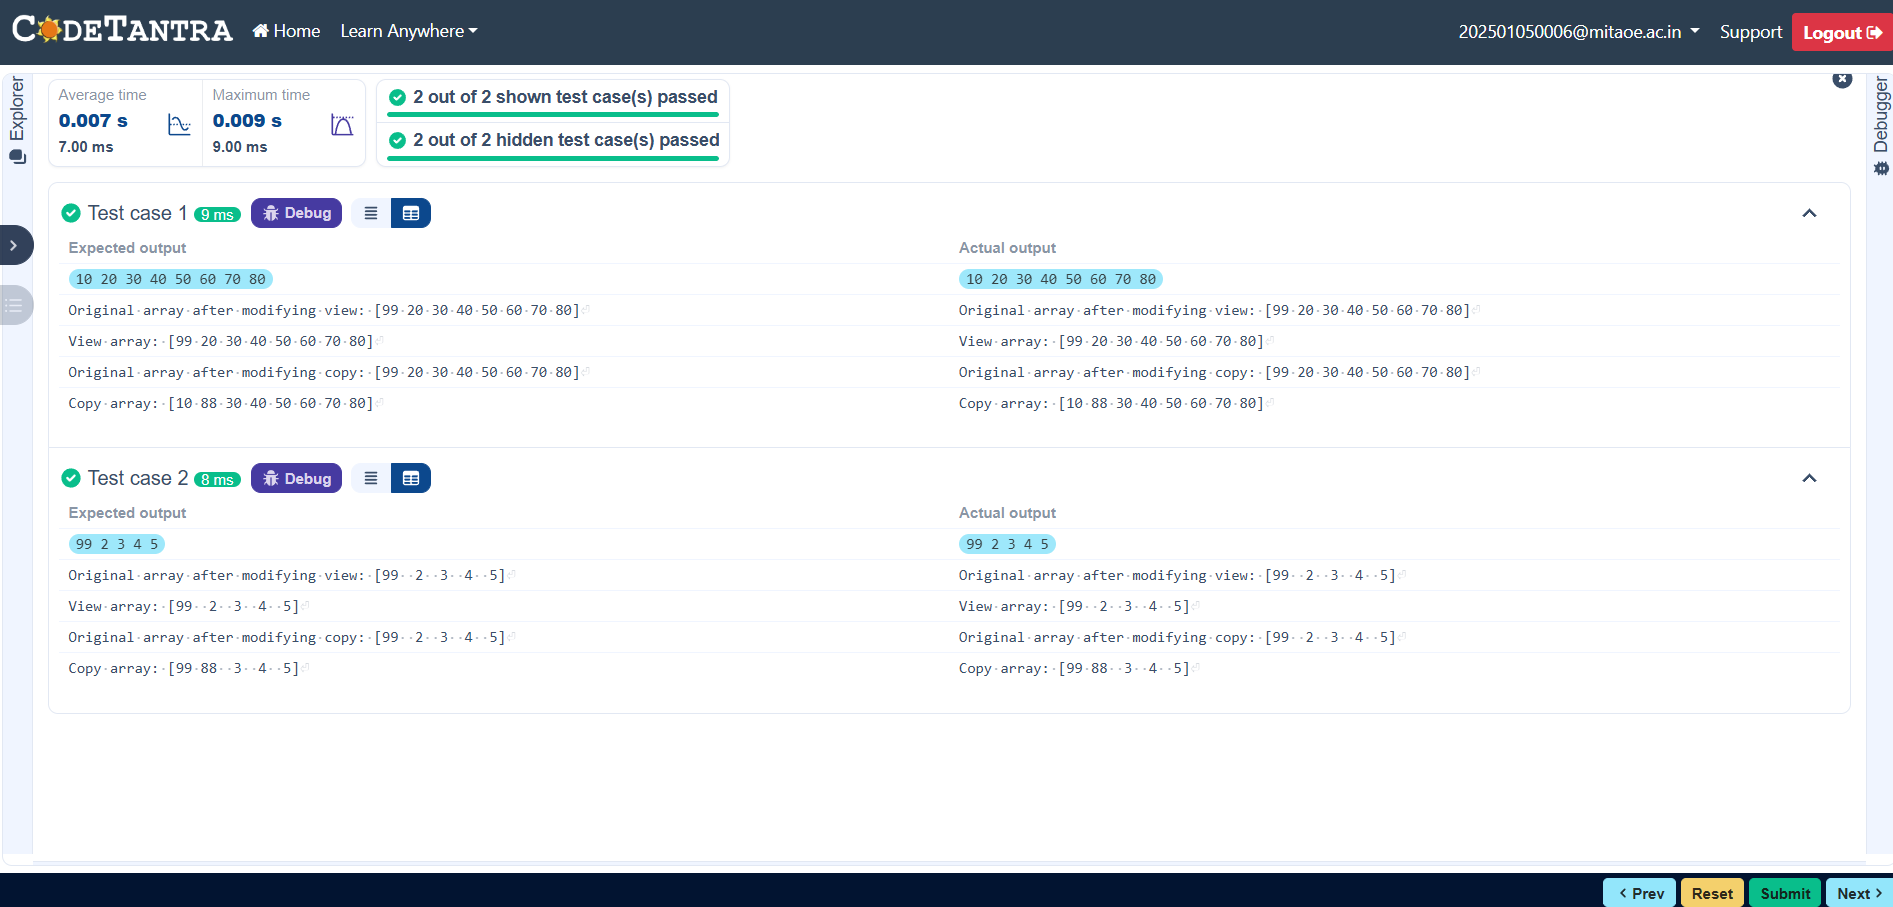 CODETANTRA Home Learn Anywhere 202501050006@mitaoe.ac.in Support Logout
Explorer
Debugger
Average time
0.007 s
7.00 ms
Maximum time
0.009 s
9.00 ms
2 out of 2 shown test case(s) passed
2 out of 2 hidden test case(s) passed
Test case 1 9 ms Debug
Expected output Actual output
10 20 30 40 50 60 70 80 10 20 30 40 50 60 70 80
Original·array·after·modifying·view:·[99·20·30·40·50·60·70·80]⏎ Original·array·after·modifying·view:·[99·20·30·40·50·60·70·80]⏎
View·array:·[99·20·30·40·50·60·70·80]⏎ View·array:·[99·20·30·40·50·60·70·80]⏎
Original·array·after·modifying·copy:·[99·20·30·40·50·60·70·80]⏎ Original·array·after·modifying·copy:·[99·20·30·40·50·60·70·80]⏎
Copy·array:·[10·88·30·40·50·60·70·80]⏎ Copy·array:·[10·88·30·40·50·60·70·80]⏎
Test case 2 8 ms Debug
Expected output Actual output
99 2 3 4 5 99 2 3 4 5
Original·array·after·modifying·view:·[99··2··3··4··5]⏎ Original·array·after·modifying·view:·[99··2··3··4··5]⏎
View·array:·[99··2··3··4··5]⏎ View·array:·[99··2··3··4··5]⏎
Original·array·after·modifying·copy:·[99··2··3··4··5]⏎ Original·array·after·modifying·copy:·[99··2··3··4··5]⏎
Copy·array:·[99·88··3··4··5]⏎ Copy·array:·[99·88··3··4··5]⏎
Prev Reset Submit Next